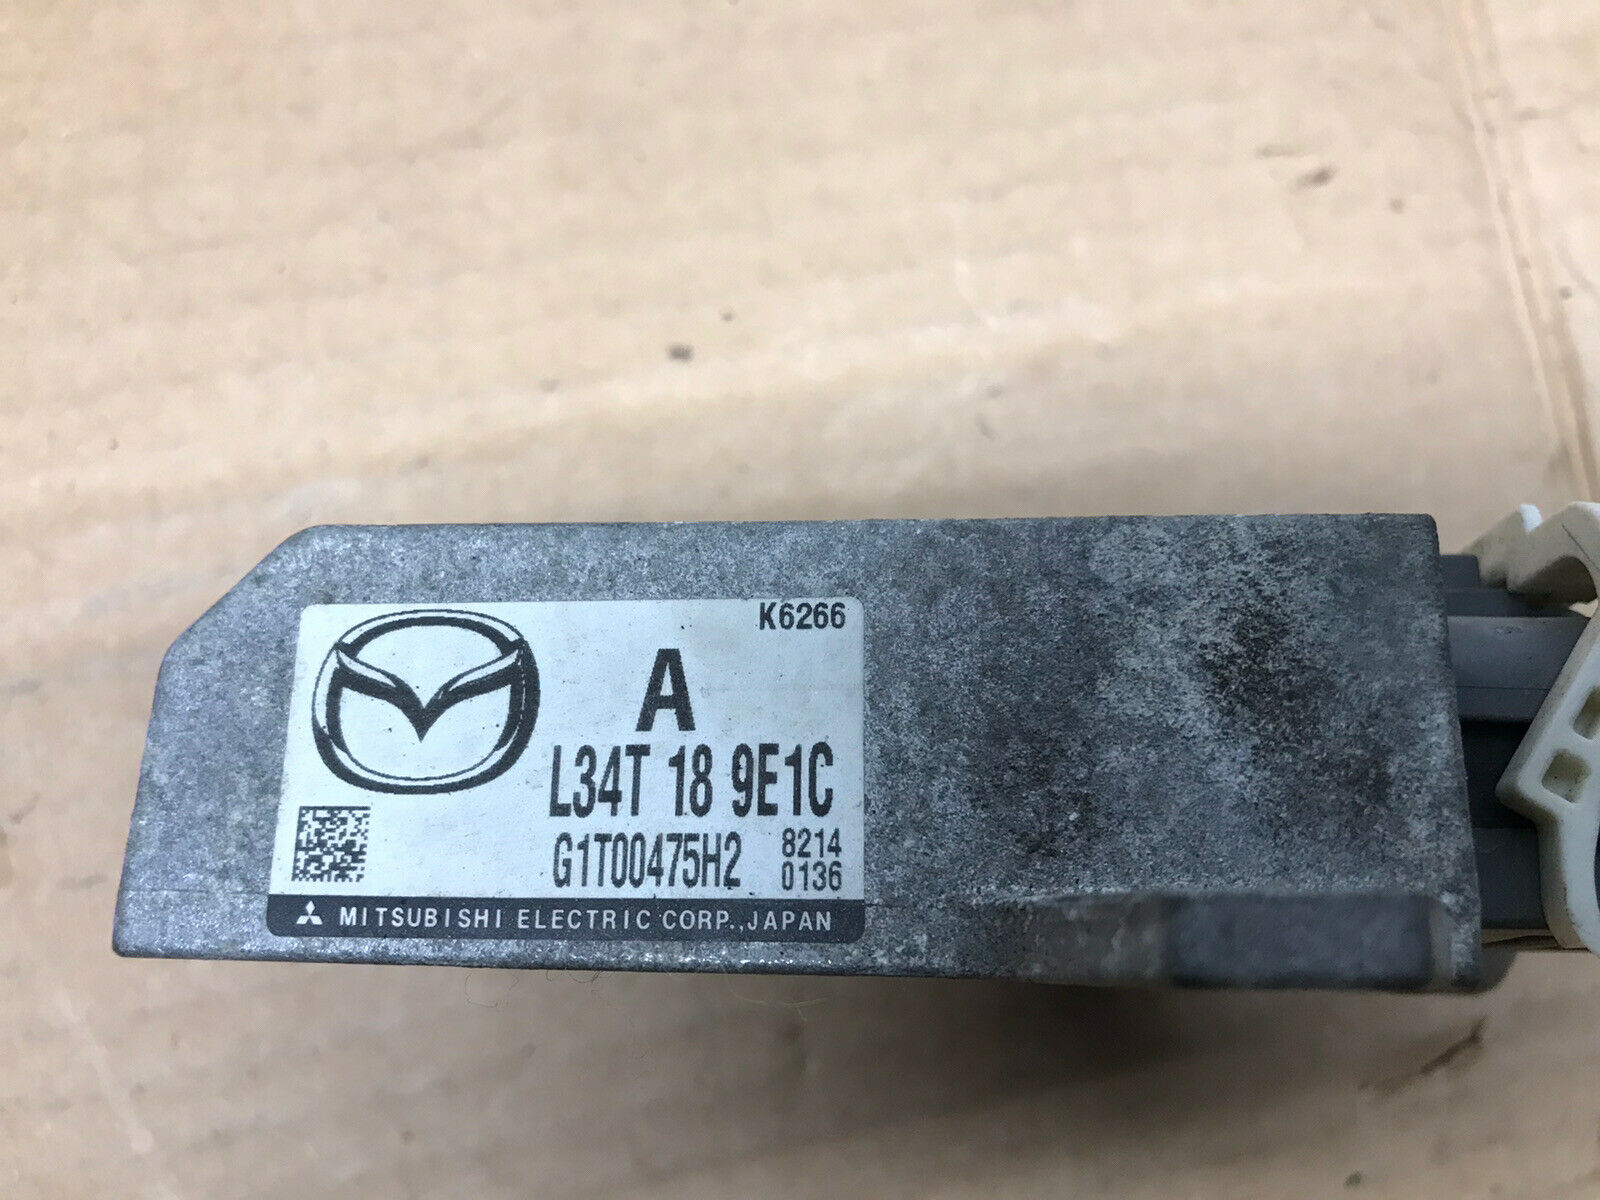 K6266
A
L34T 18 9E1C
G1T00475H2 8214
0136
MITSUBISHI ELECTRIC CORP., JAPAN